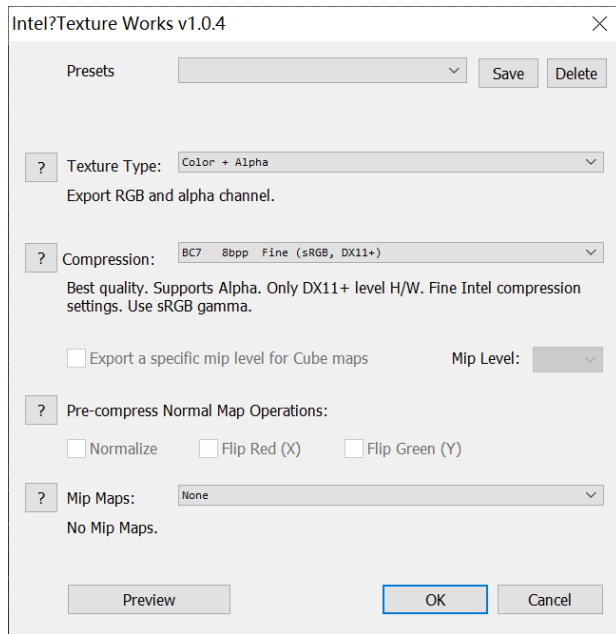 Intel?Texture Works v1.0.4
Presets
Save
Delete
? Texture Type: Color + Alpha
Export RGB and alpha channel.
? Compression: BC7 8bpp Fine (sRGB, DX11+)
Best quality. Supports Alpha. Only DX11+ level H/W. Fine Intel compression
settings. Use sRGB gamma.
Export a specific mip level for Cube maps Mip Level:
? Pre-compress Normal Map Operations:
Normalize Flip Red (X) Flip Green (Y)
? Mip Maps: None
No Mip Maps.
Preview OK Cancel